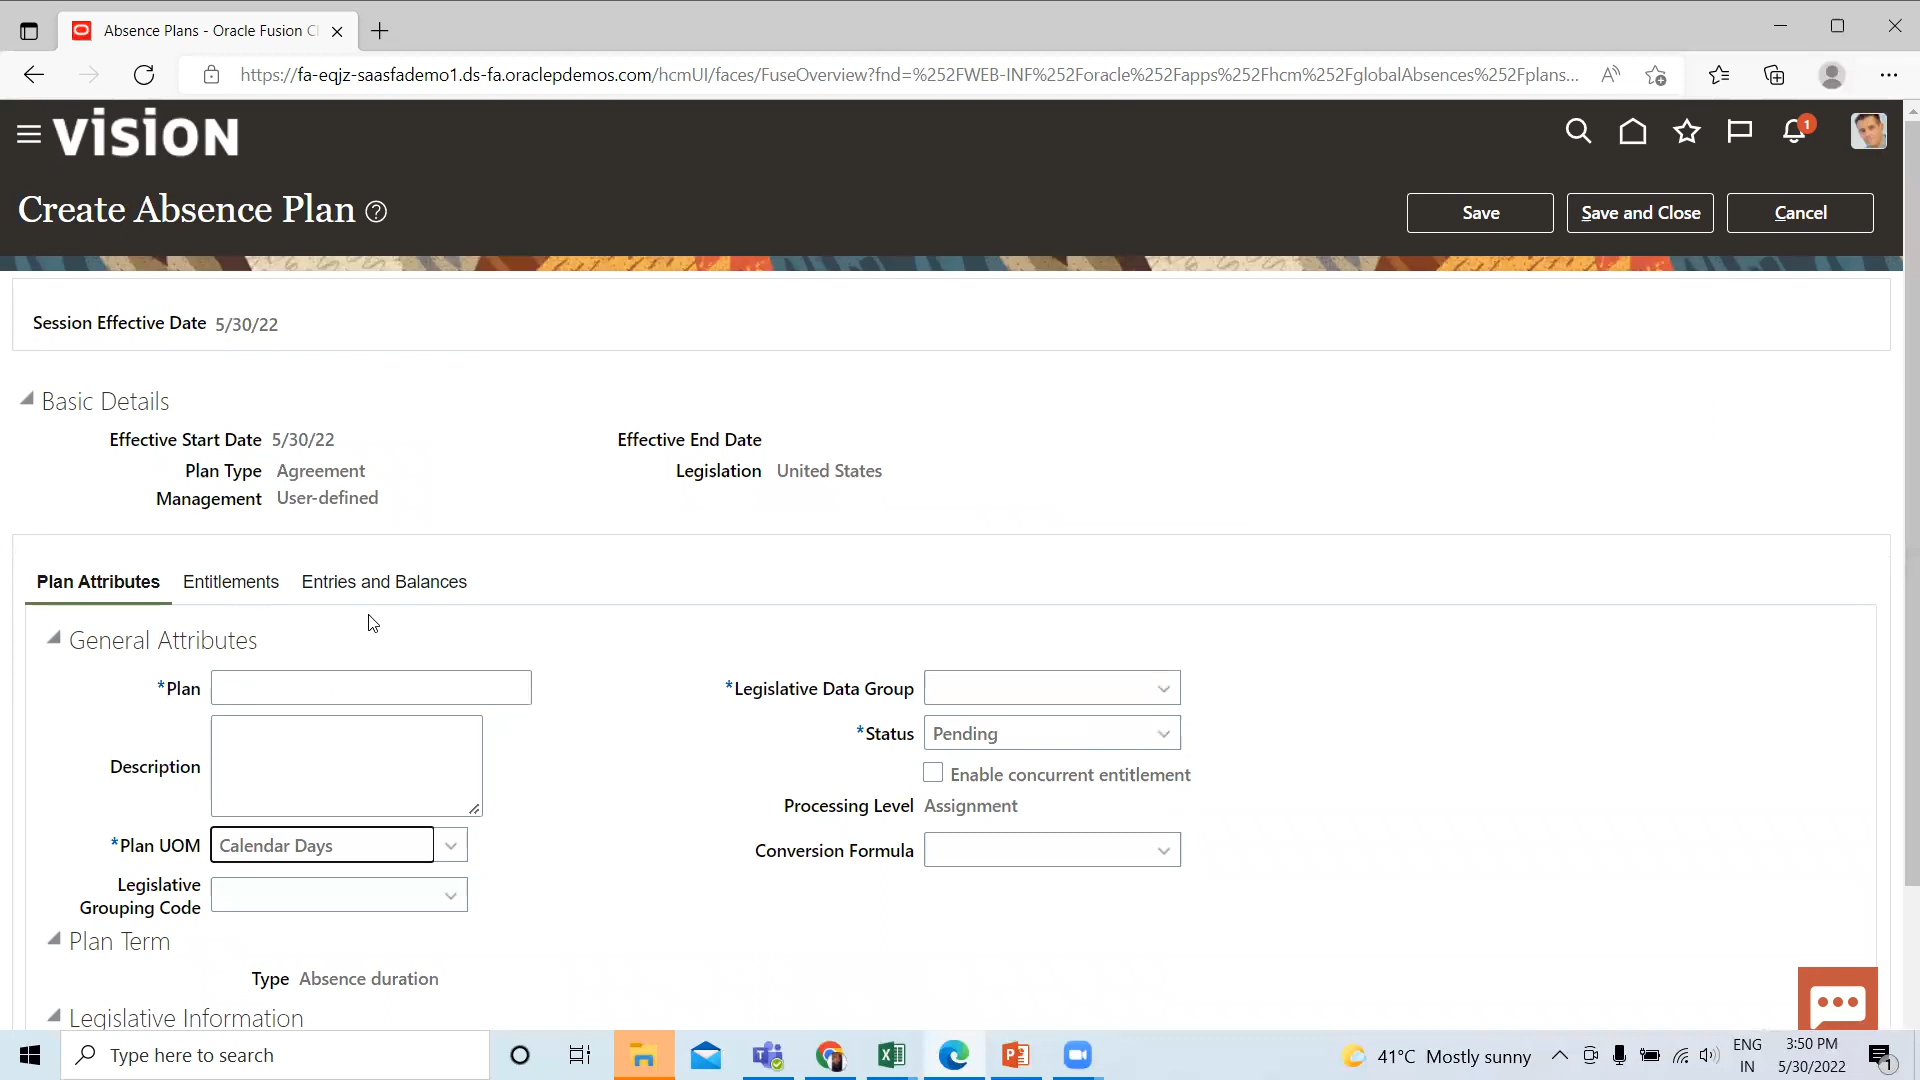 Absence Plans - Oracle Fusion Cl
https://fa-eqjz-saasfademo1.ds-fa.oraclepdemos.com/hcmUI/faces/FuseOverview?fnd=%252FWEB-INF%252Foracle%252Fapps%252Fhcm%252FglobalAbsences%252Fplans...
VISION
1
Create Absence Plan
Save
Save and Close
Cancel
Session Effective Date 5/30/22
Basic Details
Effective Start Date 5/30/22
Effective End Date
Plan Type Agreement
Legislation United States
Management User-defined
Plan Attributes
Entitlements
Entries and Balances
General Attributes
*Plan
*Legislative Data Group
Description
*Status Pending
Enable concurrent entitlement
Processing Level Assignment
*Plan UOM Calendar Days
Conversion Formula
Legislative
Grouping Code
Plan Term
Type Absence duration
Legislative Information
Type here to search
41°C Mostly sunny
ENG
IN
3:50 PM
5/30/2022
1